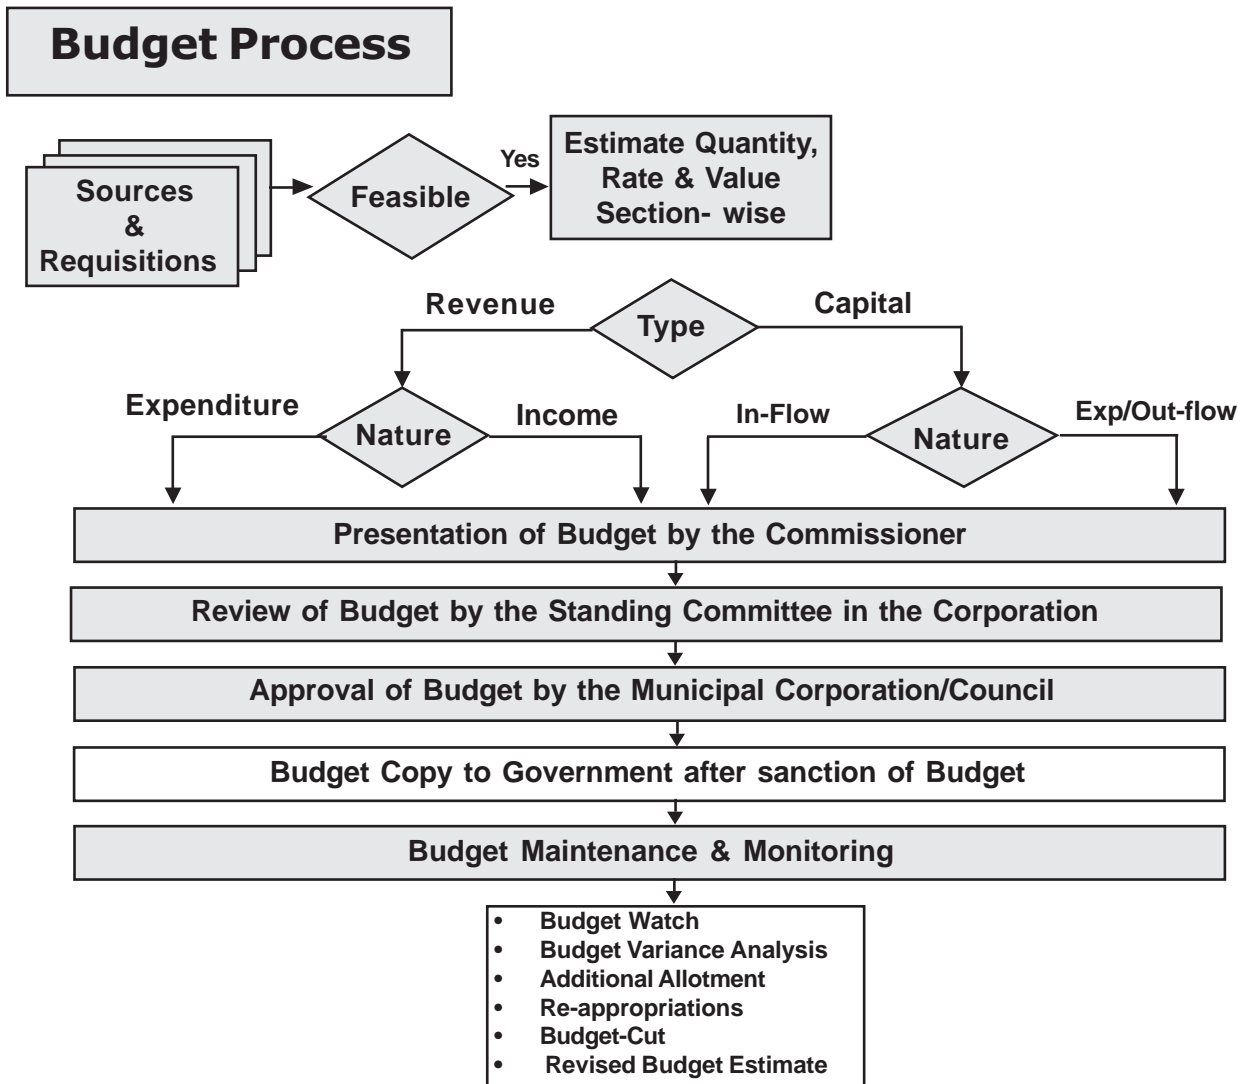 Budget Process
Sources
&
Requisitions
Feasible
Yes
Estimate Quantity,
Rate & Value
Section- wise
Revenue
Type
Capital
Expenditure
Nature
Income
In-Flow
Nature
Exp/Out-flow
Presentation of Budget by the Commissioner
Review of Budget by the Standing Committee in the Corporation
Approval of Budget by the Municipal Corporation/Council
Budget Copy to Government after sanction of Budget
Budget Maintenance & Monitoring
• Budget Watch
• Budget Variance Analysis
• Additional Allotment
• Re-appropriations
• Budget-Cut
• Revised Budget Estimate